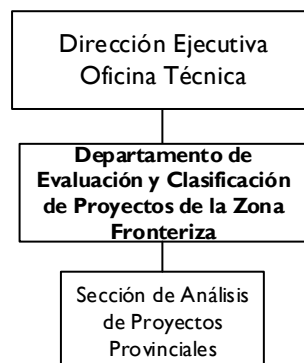 Dirección Ejecutiva
Oficina Técnica
Departamento de
Evaluación y Clasificación
de Proyectos de la Zona
Fronteriza
Sección de Análisis
de Proyectos
Provinciales